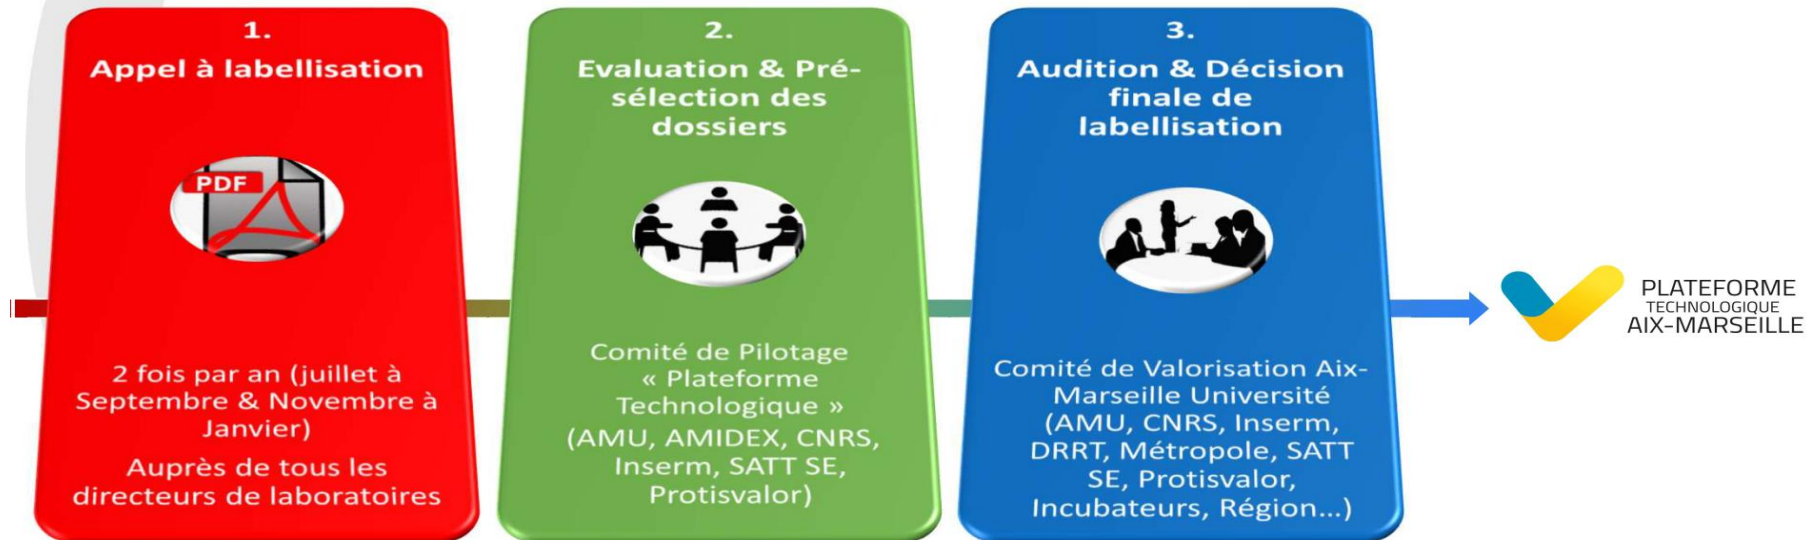 1.
Appel à labellisation
PDF
2 fois par an (juillet à
Septembre & Novembre à
Janvier)
Auprès de tous les
directeurs de laboratoires
2.
Evaluation & Pré-
sélection des
dossiers
Comité de Pilotage
« Plateforme
Technologique »
(AMU, AMIDEX, CNRS,
Inserm, SATT SE,
Protisvalor)
3.
Audition & Décision
finale de
labellisation
Comité de Valorisation Aix-
Marseille Université
(AMU, CNRS, Inserm,
DRRT, Métropole, SATT
SE, Protisvalor,
Incubateurs, Région...)
PLATEFORME
TECHNOLOGIQUE
AIX-MARSEILLE